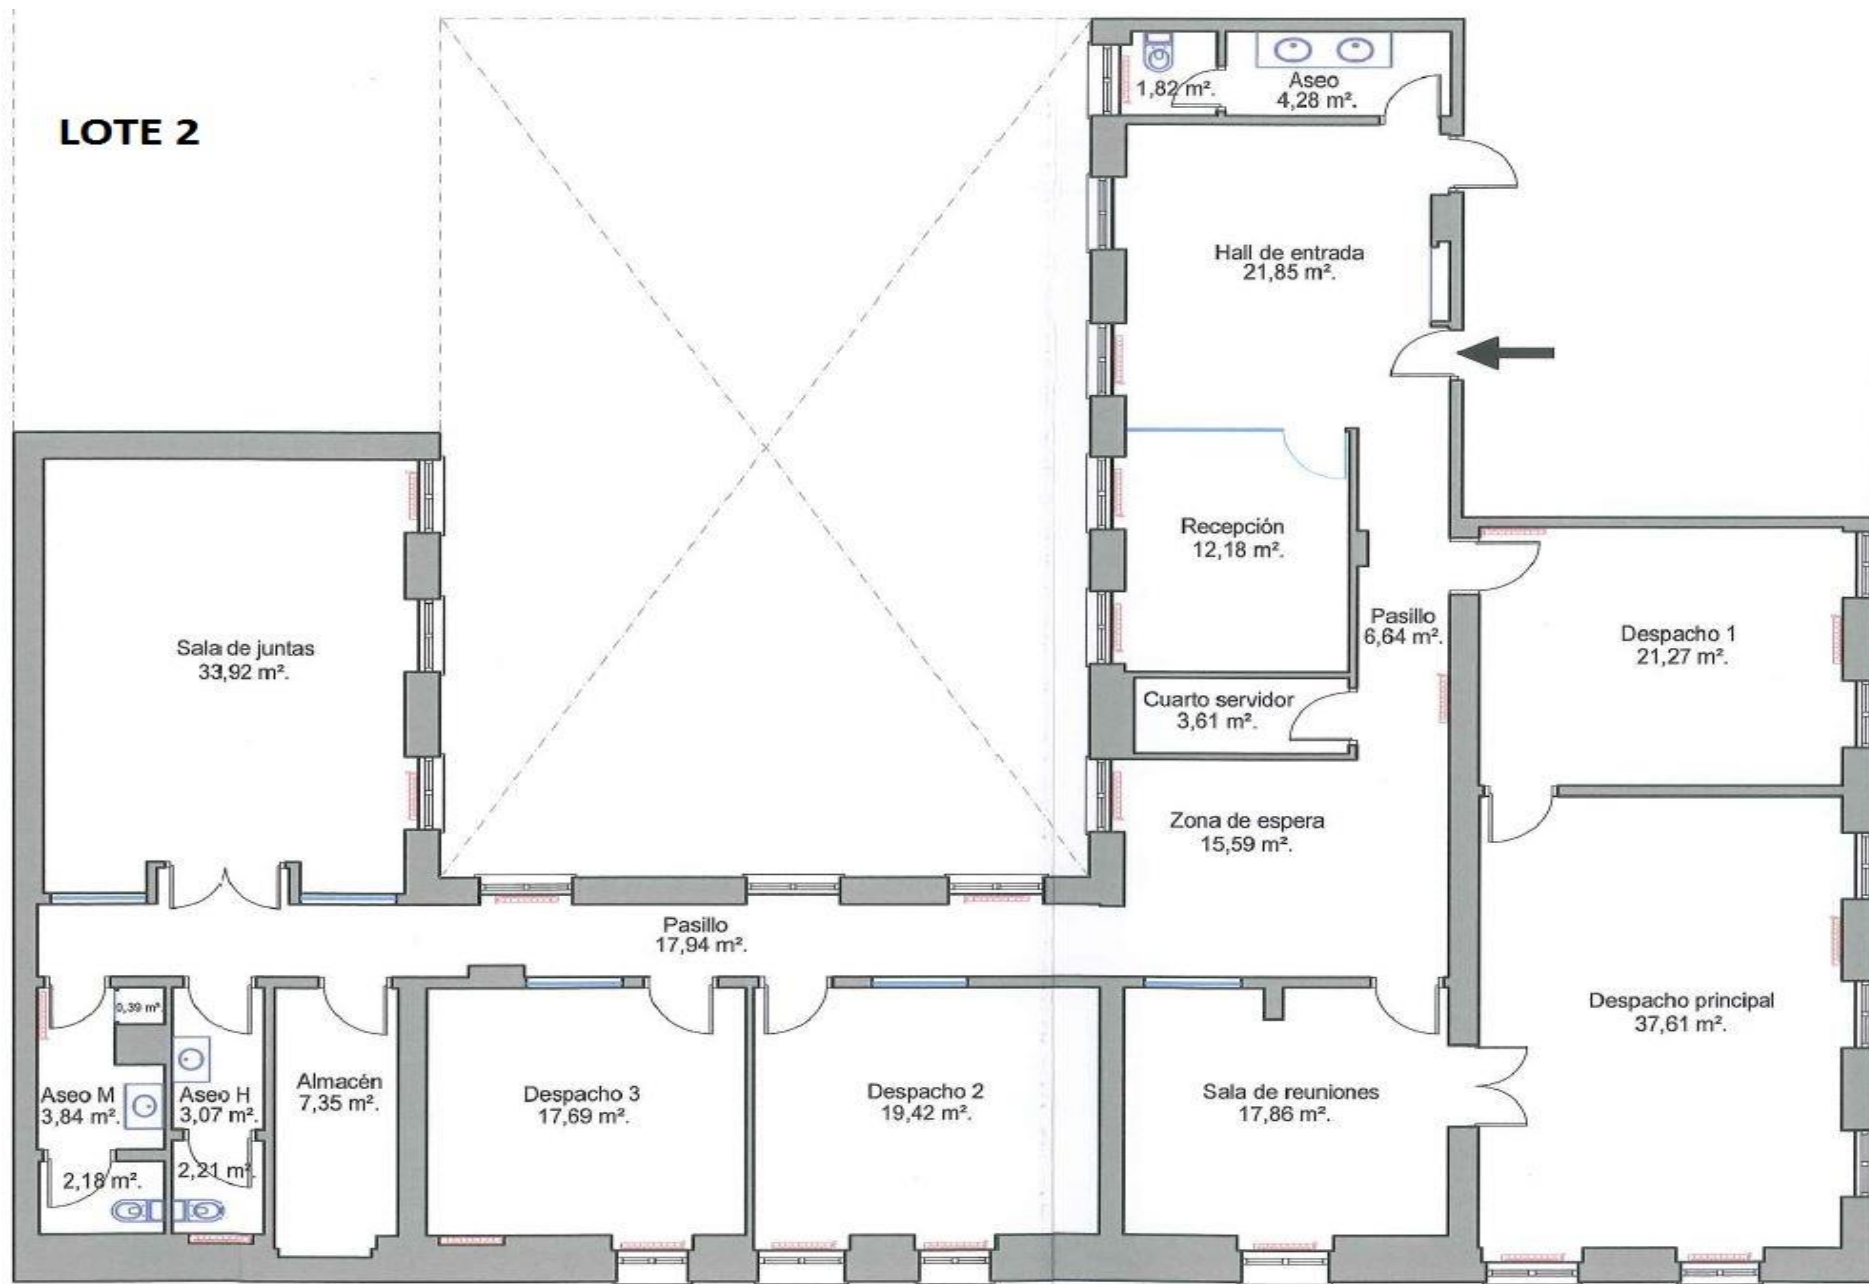 LOTE 2
1,82 m².
Aseo
4,28 m².
Hall de entrada
21,85 m².
Recepción
12,18 m².
Pasillo
6,64 m².
Despacho 1
21,27 m².
Sala de juntas
33,92 m².
Cuarto servidor
3,61 m².
Zona de espera
15,59 m².
Pasillo
17,94 m².
Despacho principal
37,61 m².
0,39 m².
Aseo M
3,84 m².
Aseo H
3,07 m².
Almacén
7,35 m².
Despacho 3
17,69 m².
Despacho 2
19,42 m².
Sala de reuniones
17,86 m².
2,18 m².
2,21 m².